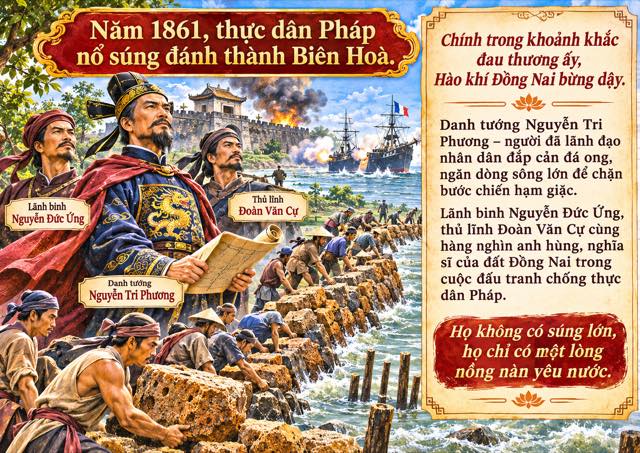 Năm 1861, thực dân Pháp
nổ súng đánh thành Biên Hoà.
Lãnh binh
Nguyễn Đức Ứng
Thủ lĩnh
Đoàn Văn Cự
Danh tướng
Nguyễn Tri Phương
Chính trong khoảnh khắc
đau thương ấy,
Hào khí Đồng Nai bừng dậy.
Danh tướng Nguyễn Tri
Phương – người đã lãnh đạo
nhân dân đắp cản đá ong,
ngăn dòng sông lớn để chặn
bước chiến hạm giặc.
Lãnh binh Nguyễn Đức Ứng,
thủ lĩnh Đoàn Văn Cự cùng
hàng nghìn anh hùng, nghĩa
sĩ của đất Đồng Nai trong
cuộc đấu tranh chống thực
dân Pháp.
Họ không có súng lớn,
họ chỉ có một lòng
nồng nàn yêu nước.